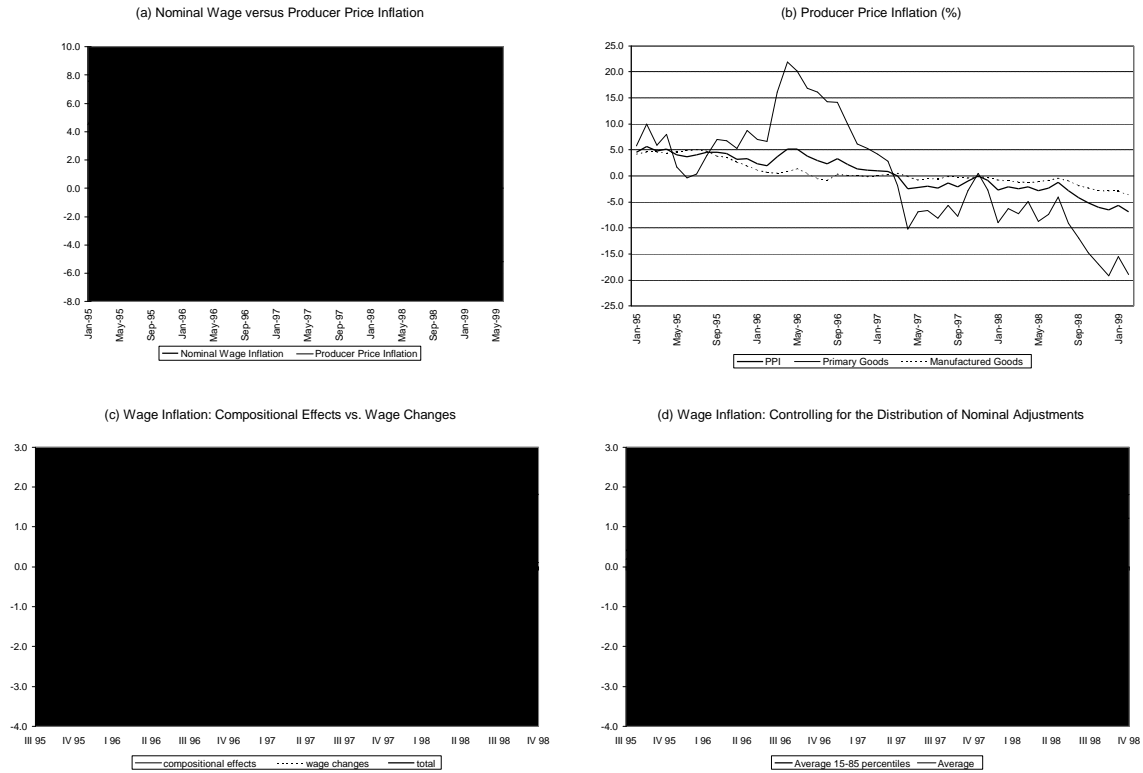 (a) Nominal Wage versus Producer Price Inflation
10.0
8.0
6.0
4.0
2.0
0.0
-2.0
-4.0
-6.0
-8.0
Jan-95
May-95
Sep-95
Jan-96
May-96
Sep-96
Jan-97
May-97
Sep-97
Jan-98
May-98
Sep-98
Jan-99
May-99
Nominal Wage Inflation
Producer Price Inflation
(b) Producer Price Inflation (%)
25.0
20.0
15.0
10.0
5.0
0.0
-5.0
-10.0
-15.0
-20.0
-25.0
Jan-95
May-95
Sep-95
Jan-96
May-96
Sep-96
Jan-97
May-97
Sep-97
Jan-98
May-98
Sep-98
Jan-99
PPI
Primary Goods
Manufactured Goods
(c) Wage Inflation: Compositional Effects vs. Wage Changes
3.0
2.0
1.0
0.0
-1.0
-2.0
-3.0
-4.0
III 95
IV 95
I 96
II 96
III 96
IV 96
I 97
II 97
III 97
IV 97
I 98
II 98
III 98
IV 98
compositional effects
wage changes
total
(d) Wage Inflation: Controlling for the Distribution of Nominal Adjustments
3.0
2.0
1.0
0.0
-1.0
-2.0
-3.0
-4.0
III 95
IV 95
I 96
II 96
III 96
IV 96
I 97
II 97
III 97
IV 97
I 98
II 98
III 98
IV 98
Average 15-85 percentiles
Average